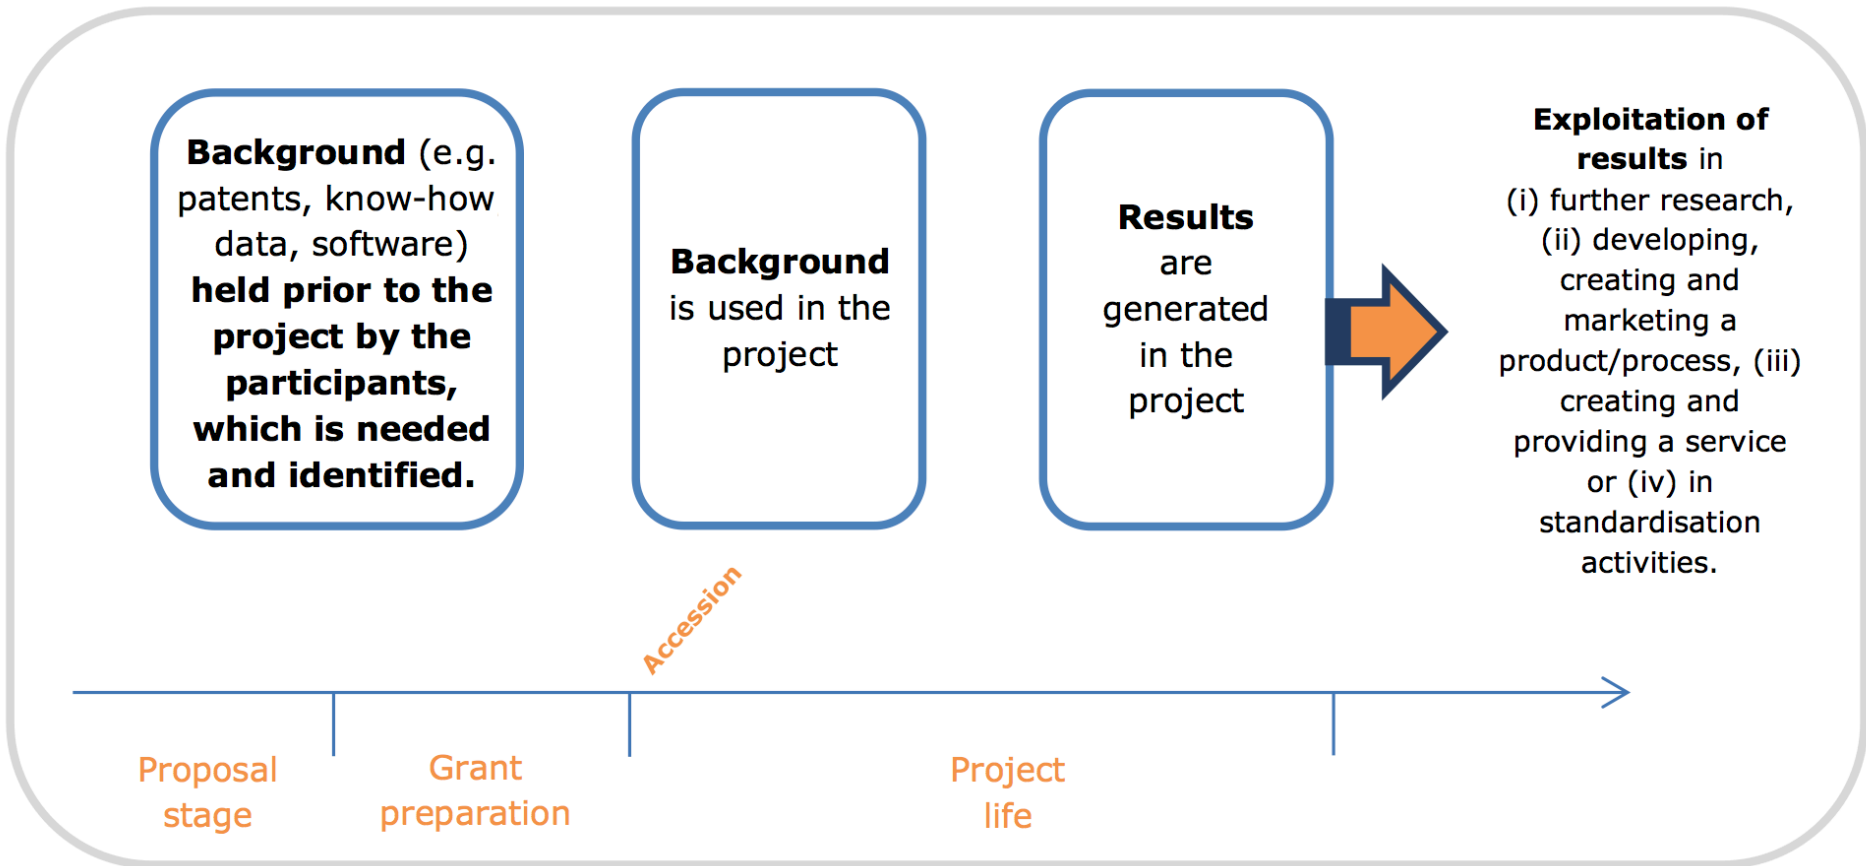 Background (e.g.
patents, know-how
data, software)
held prior to the
project by the
participants,
which is needed
and identified.
Background
is used in the
project
Results
are
generated
in the
project
Exploitation of
results in
(i) further research,
(ii) developing,
creating and
marketing a
product/process, (iii)
creating and
providing a service
or (iv) in
standardisation
activities.
Accession
Proposal
stage
Grant
preparation
Project
life